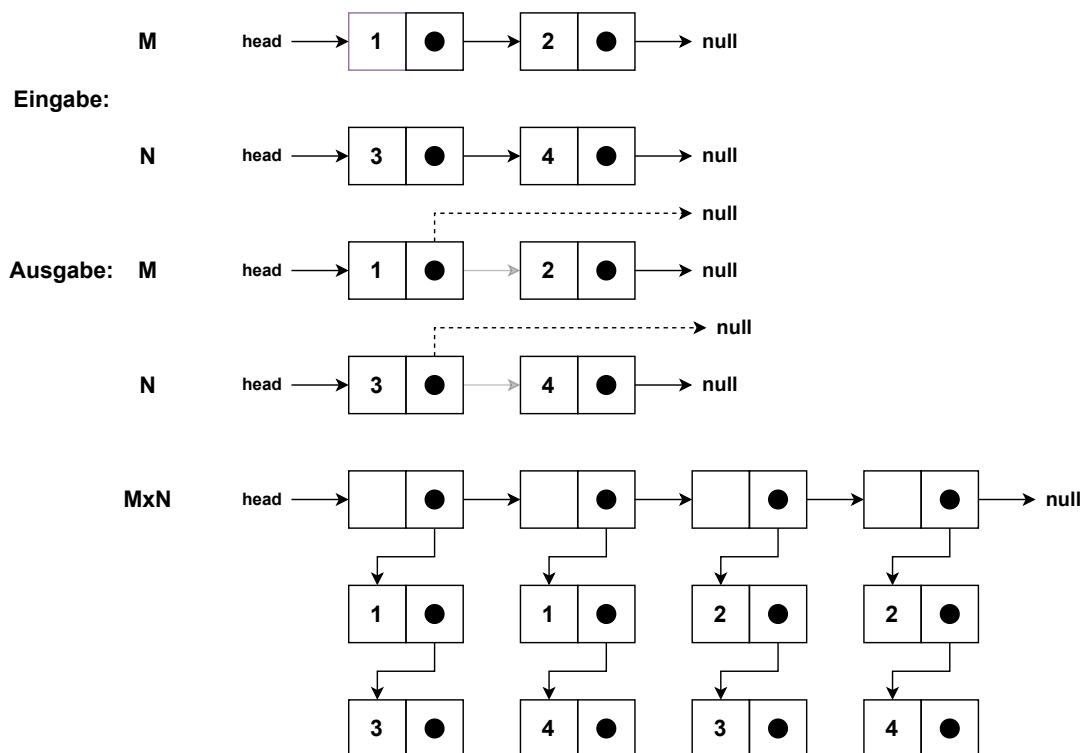 M head 1 2 null
Eingabe:
N head 3 4 null
null
Ausgabe: M head 1 2 null
null
N head 3 4 null
MxN head null
1 1 2 2
3 4 3 4